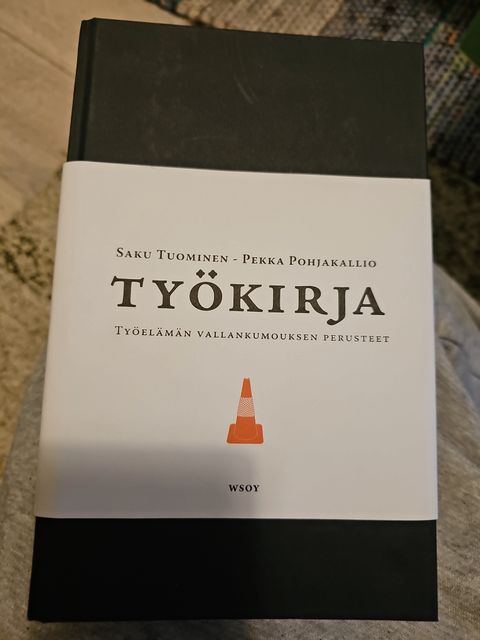 Saku Tuominen - Pekka Pohjakallio
TYÖKIRJA
Työelämän vallankumouksen perusteet
WSOY